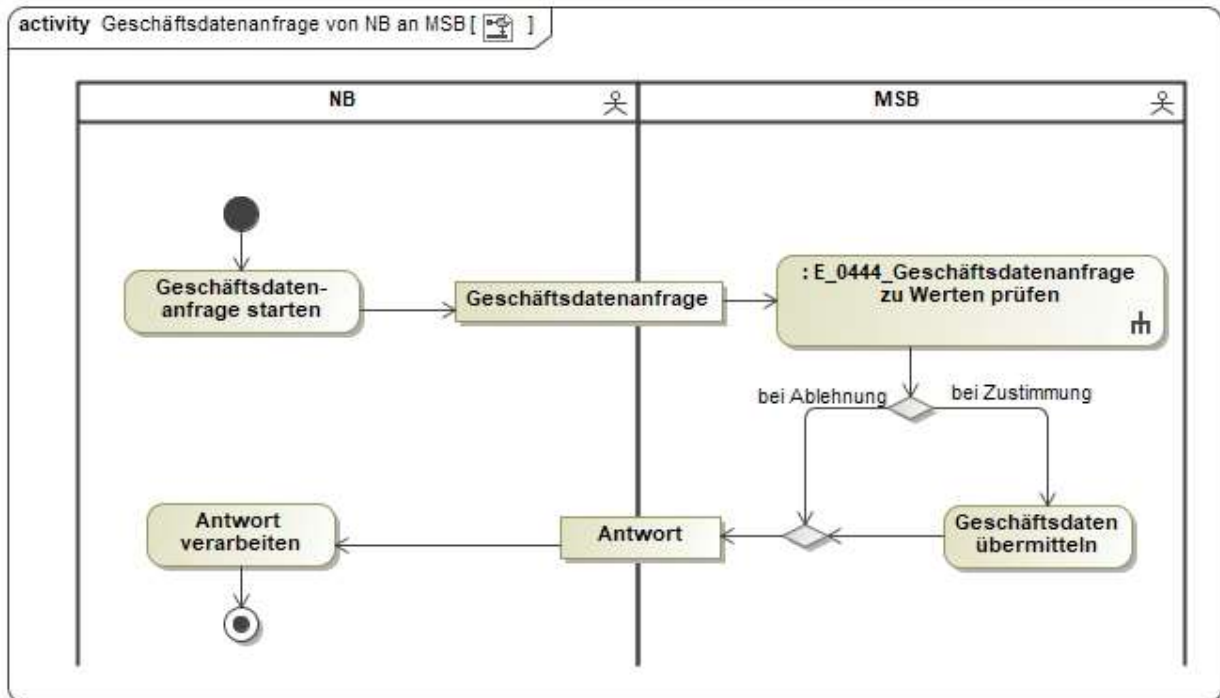 activity Geschäftsdatenanfrage von NB an MSB [ ]
NB
MSB
Geschäftsdaten-
anfrage starten
Geschäftsdatenanfrage
: E_0444_Geschäftsdatenanfrage
zu Werten prüfen
bei Ablehnung
bei Zustimmung
Antwort
verarbeiten
Antwort
Geschäftsdaten
übermitteln